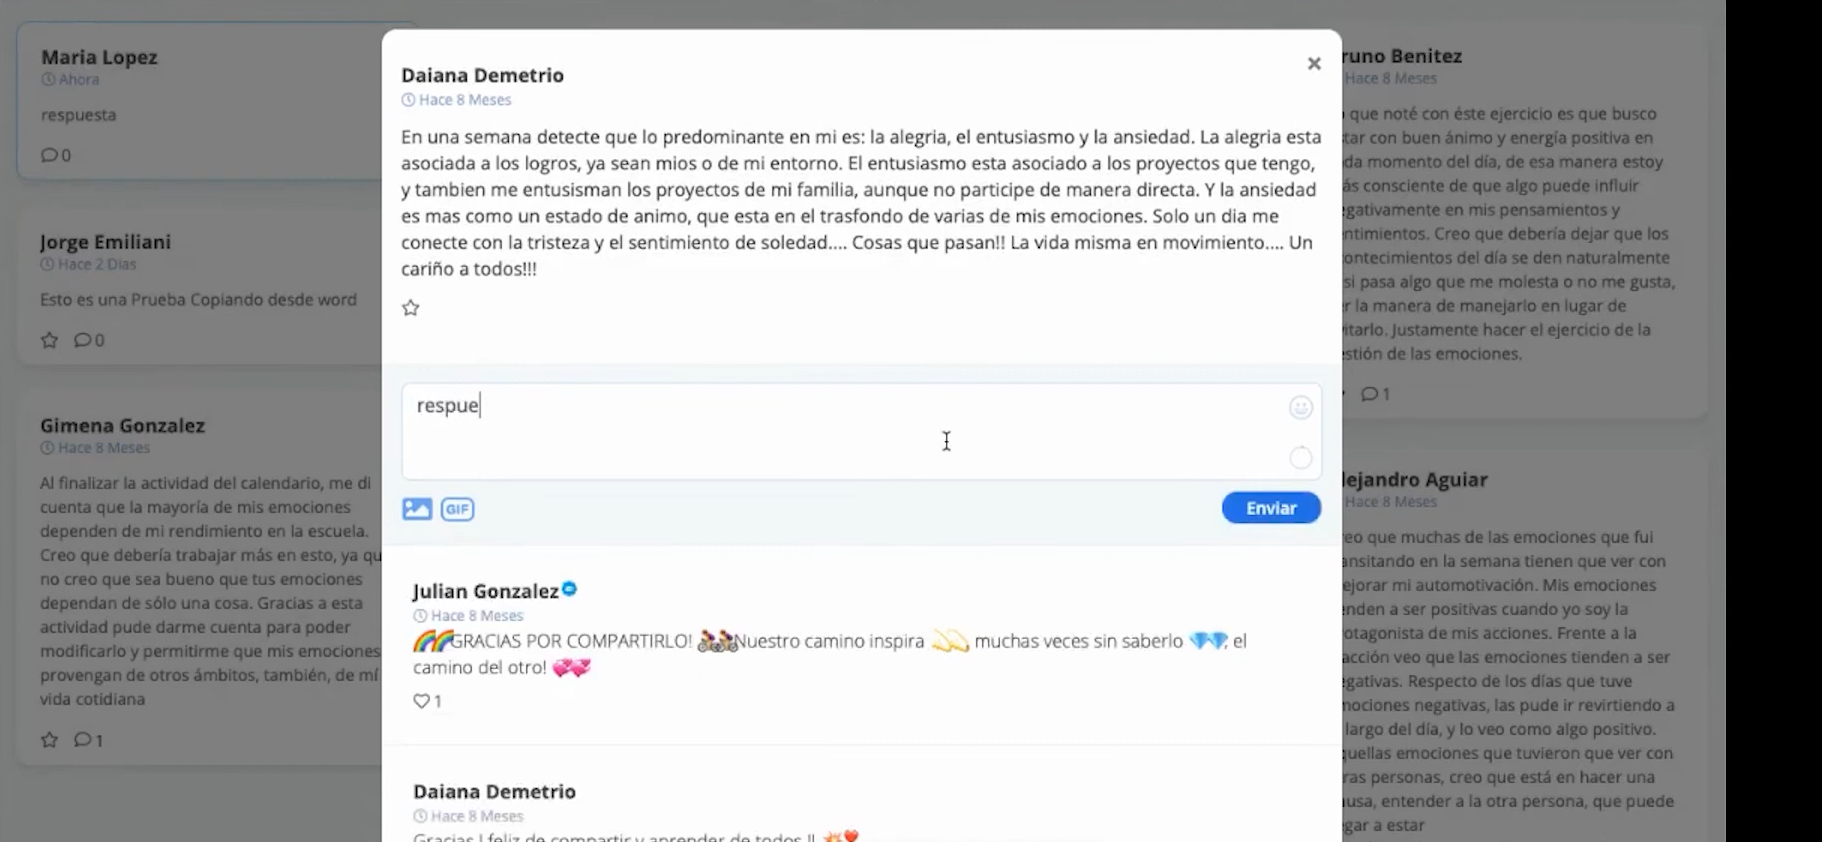 Maria Lopez
Ahora
respuesta
0
Jorge Emiliani
Hace 2 Dias
Esto es una Prueba Copiando desde word
0
Gimena Gonzalez
Hace 8 Meses
Al finalizar la actividad del calendario, me di
cuenta que la mayoría de mis emociones
dependen de mi rendimiento en la escuela.
Creo que debería trabajar más en esto, ya qu
no creo que sea bueno que tus emociones
dependan de sólo una cosa. Gracias a esta
actividad pude darme cuenta para poder
modificarlo y permitirme que mis emociones
provengan de otros ámbitos, también, de mí
vida cotidiana
1
Daiana Demetrio
Hace 8 Meses
En una semana detecte que lo predominante en mi es: la alegria, el entusiasmo y la ansiedad. La alegria esta
asociada a los logros, ya sean mios o de mi entorno. El entusiasmo esta asociado a los proyectos que tengo,
y tambien me entusisman los proyectos de mi familia, aunque no participe de manera directa. Y la ansiedad
es mas como un estado de animo, que esta en el trasfondo de varias de mis emociones. Solo un dia me
conecte con la tristeza y el sentimiento de soledad.... Cosas que pasan!! La vida misma en movimiento.... Un
cariño a todos!!!
respue
GIF
Enviar
Julian Gonzalez
Hace 8 Meses
🌈🌈GRACIAS POR COMPARTIRLO! Nuestro camino inspira 💫💫 muchas veces sin saberlo 💎💎, el
camino del otro! 💞💞
1
Daiana Demetrio
Hace 8 Meses
Gracias ! feliz de compartir y aprender de todos !! 💥❤️
runo Benitez
Hace 8 Meses
que noté con éste ejercicio es que busco
tar con buen ánimo y energía positiva en
da momento del día, de esa manera estoy
ás consciente de que algo puede influir
gativamente en mis pensamientos y
ntimientos. Creo que debería dejar que los
ontecimientos del día se den naturalmente
si pasa algo que me molesta o no me gusta,
r la manera de manejarlo en lugar de
itarlo. Justamente hacer el ejercicio de la
stión de las emociones.
1
lejandro Aguiar
Hace 8 Meses
eo que muchas de las emociones que fui
ansitando en la semana tienen que ver con
ejorar mi automotivación. Mis emociones
enden a ser positivas cuando yo soy la
otagonista de mis acciones. Frente a la
acción veo que las emociones tienden a ser
gativas. Respecto de los días que tuve
nociones negativas, las pude ir revirtiendo a
largo del día, y lo veo como algo positivo.
quellas emociones que tuvieron que ver con
ras personas, creo que está en hacer una
usa, entender a la otra persona, que puede
gar a estar